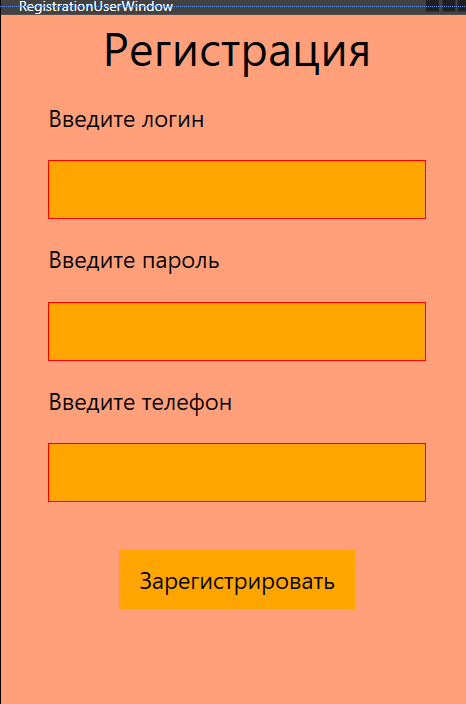 RegistrationUserWindow
Регистрация
Введите логин
Введите пароль
Введите телефон
Зарегистрировать